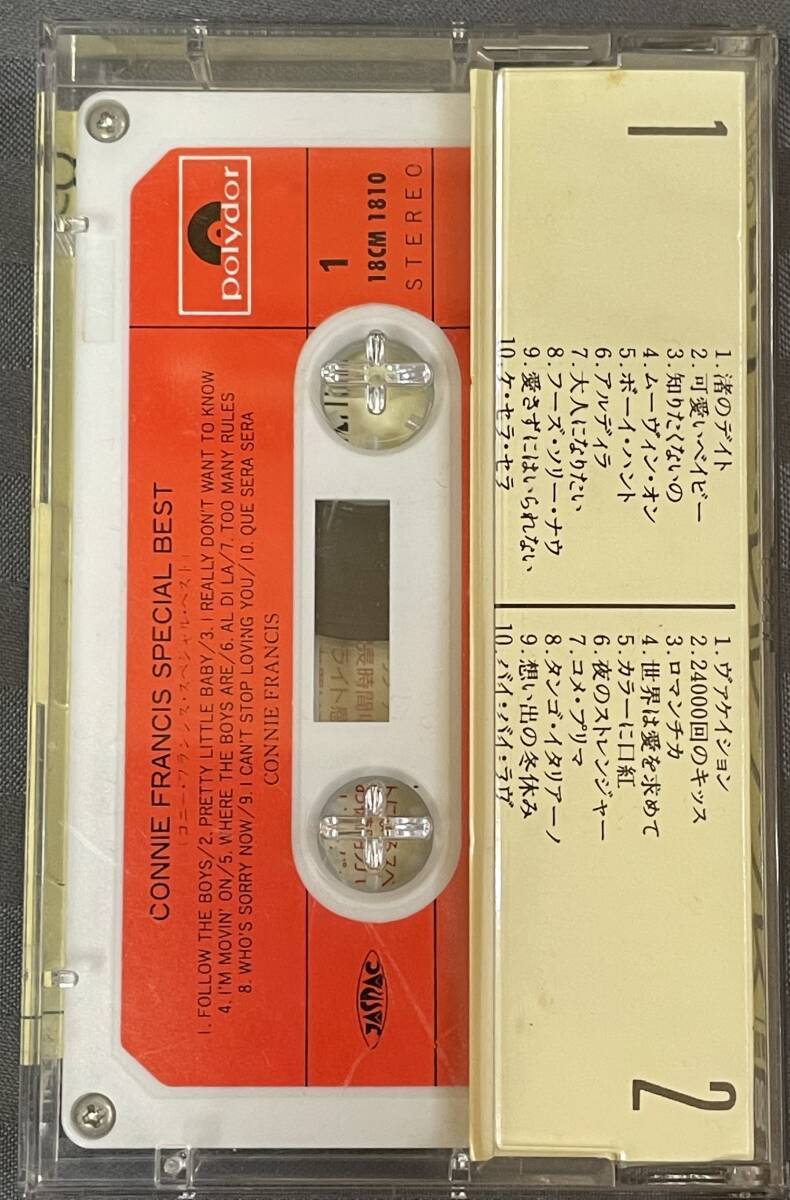 polydor
1
18CM 1810
STEREO
CONNIE FRANCIS SPECIAL BEST
(コニー・フランシス・スペシャル・ベスト)
1. FOLLOW THE BOYS/2. PRETTY LITTLE BABY/3. I REALLY DON'T WANT TO KNOW
4. I'M MOVIN' ON/5. WHERE THE BOYS ARE/6. AL DI LA/7. TOO MANY RULES
8. WHO'S SORRY NOW/9. I CAN'T STOP LOVING YOU/10. QUE SERA SERA
CONNIE FRANCIS
JASRAC
1
1. 渚のデイト
2. 可愛いベイビー
3. 知りたくないの
4. ムーヴィン・オン
5. ボーイ・ハント
6. アルディラ
7. 大人になりたい
8. フーズ・ソリー・ナウ
9. 愛さずにはいられない
10. ケ・セラ・セラ
2
1. ヴァケイション
2. 24000回のキッス
3. ロマンチカ
4. 世界は愛を求めて
5. カラーに口紅
6. 夜のストレンジャー
7. コメ・プリマ
8. タンゴ・イタリアーノ
9. 想い出の冬休み
10. バイ・バイ・ラヴ